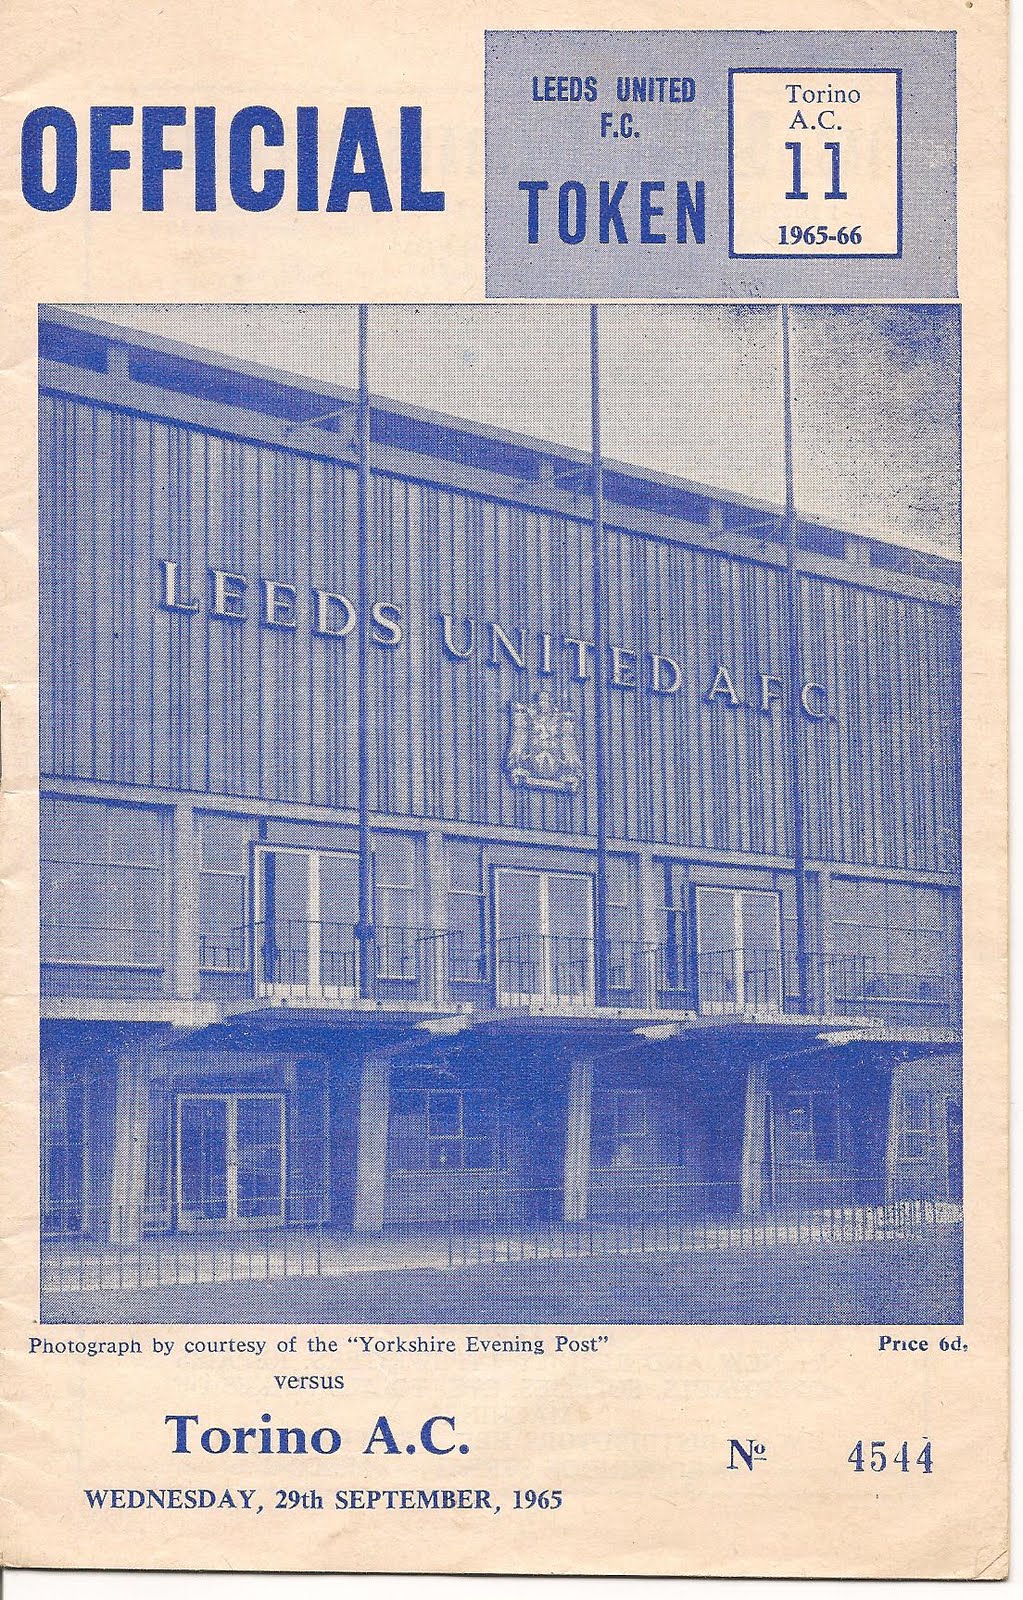 OFFICIAL
LEEDS UNITED
F.C.
TOKEN
Torino
A.C.
11
1965-66
LEEDS UNITED A.F.C.
Photograph by courtesy of the “Yorkshire Evening Post”
Price 6d.
versus
Torino A.C.
WEDNESDAY, 29th SEPTEMBER, 1965
Nº 4544